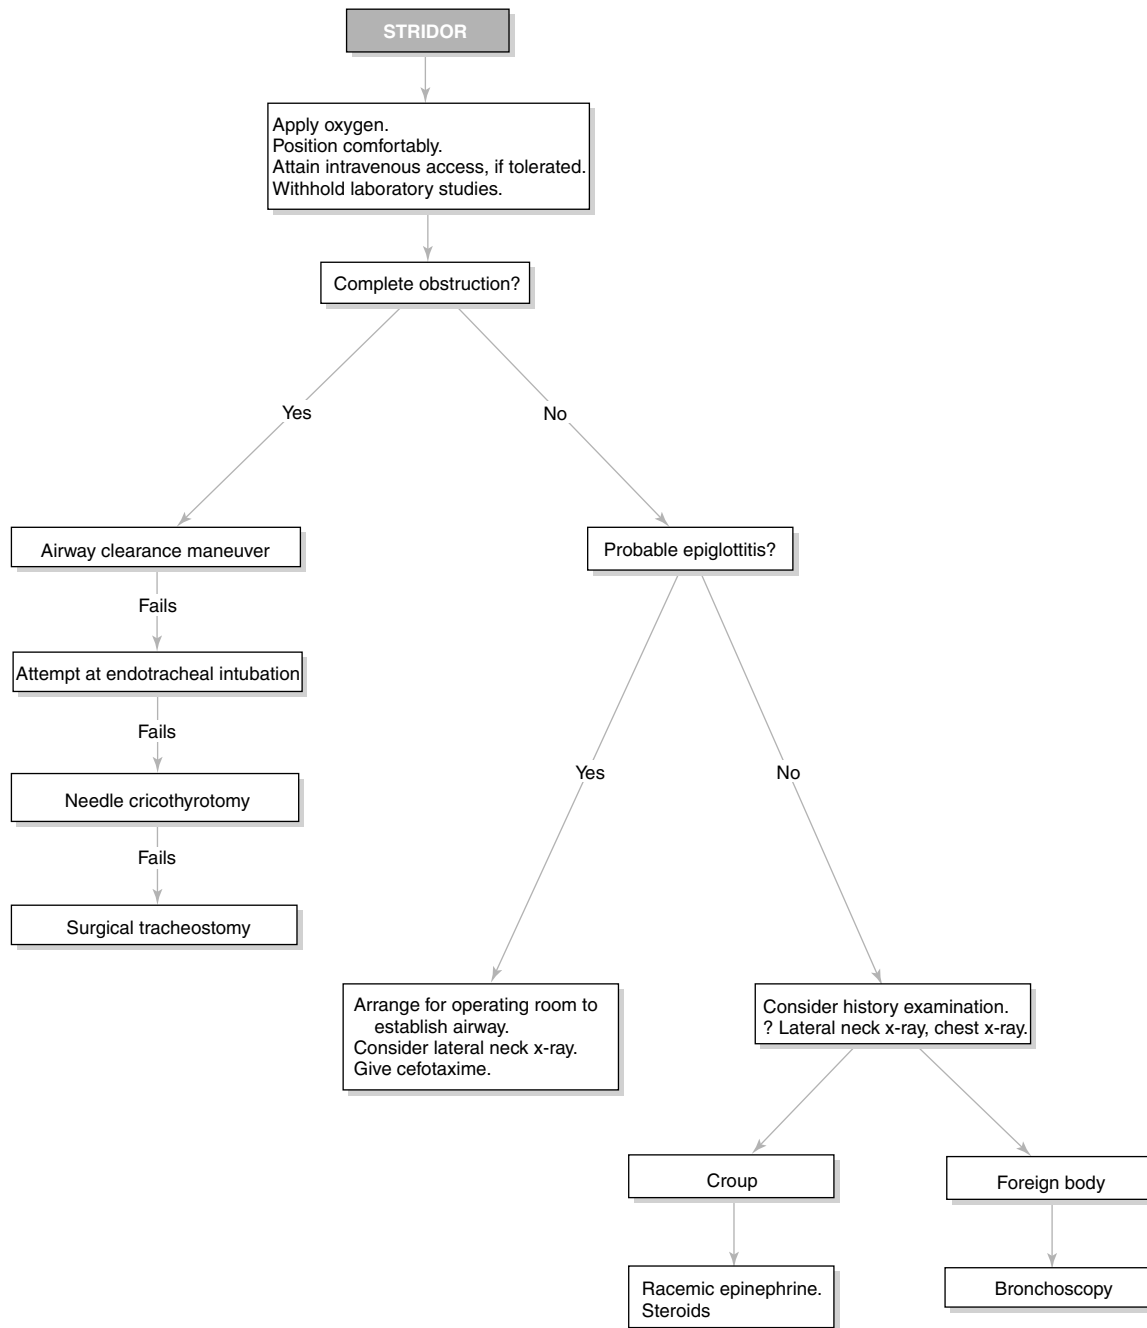 STRIDOR
Apply oxygen.
Position comfortably.
Attain intravenous access, if tolerated.
Withhold laboratory studies.
Complete obstruction?
Yes
No
Airway clearance maneuver
Probable epiglottitis?
Fails
Attempt at endotracheal intubation
Fails
Needle cricothyrotomy
Yes
No
Fails
Surgical tracheostomy
Arrange for operating room to
establish airway.
Consider lateral neck x-ray.
Give cefotaxime.
Consider history examination.
? Lateral neck x-ray, chest x-ray.
Croup
Foreign body
Racemic epinephrine.
Steroids
Bronchoscopy